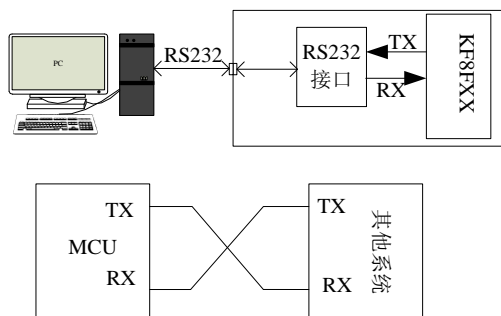 PC
RS232
RS232
接口
TX
RX
KF8FXX
TX
MCU
RX
TX
RX
其他系统